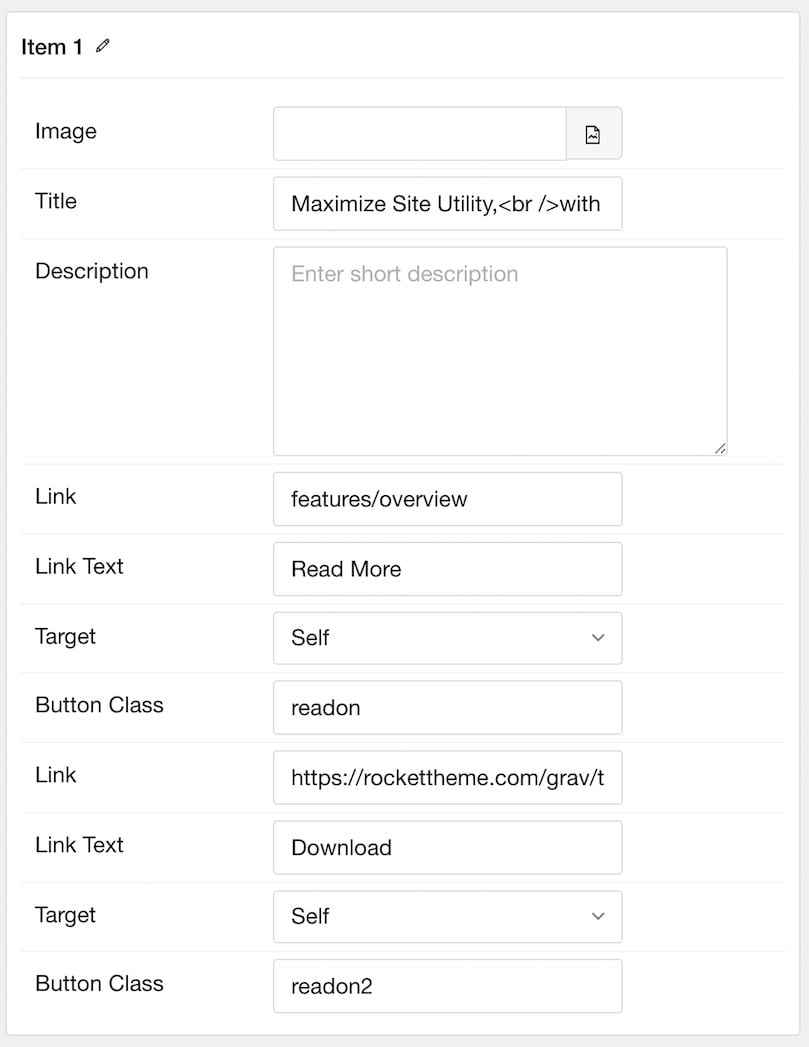 Item 1
Image
Title
Maximize Site Utility,<br />with
Description
Enter short description
Link
features/overview
Link Text
Read More
Target
Self
Button Class
readon
Link
https://rockettheme.com/grav/t
Link Text
Download
Target
Self
Button Class
readon2